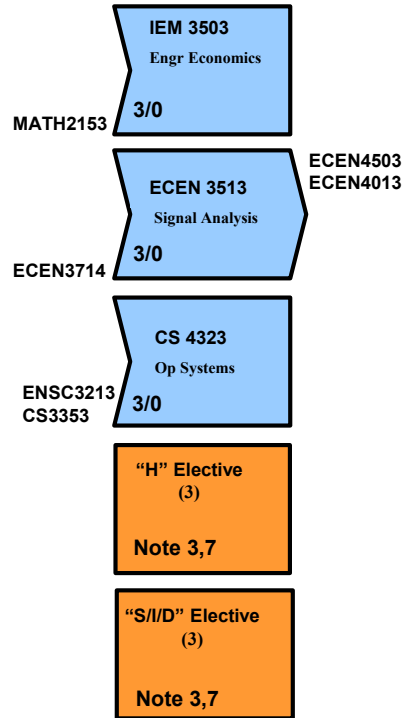 IEM 3503
Engr Economics
3/0
MATH2153
ECEN4503
ECEN4013
ECEN 3513
Signal Analysis
3/0
ECEN3714
CS 4323
Op Systems
3/0
ENSC3213
CS3353
“H” Elective
(3)
Note 3,7
“S/I/D” Elective
(3)
Note 3,7